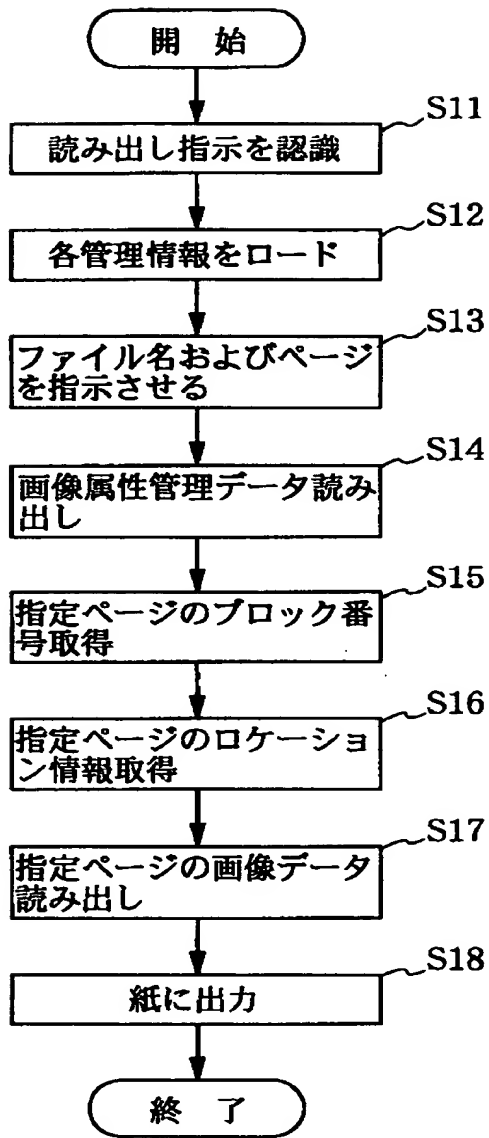 開 始
S11
読み出し指示を認識
S12
各管理情報をロード
S13
ファイル名およびページ
を指示させる
S14
画像属性管理データ読み
出し
S15
指定ページのブロック番
号取得
S16
指定ページのロケーショ
ン情報取得
S17
指定ページの画像データ
読み出し
S18
紙に出力
終 了